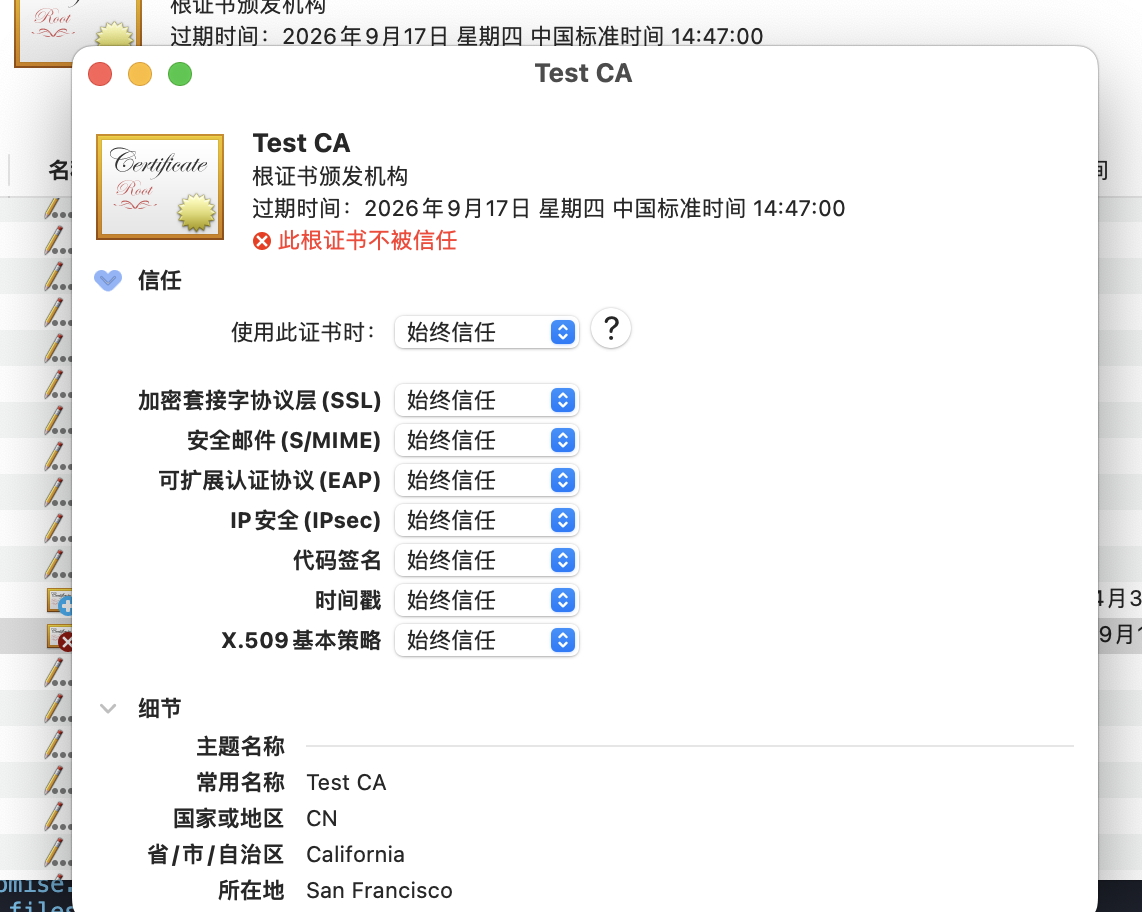 根证书颁发机构
过期时间：2026年9月17日 星期四 中国标准时间 14:47:00
Test CA
Certificate
Root
Test CA
根证书颁发机构
过期时间：2026年9月17日 星期四 中国标准时间 14:47:00
此根证书不被信任
信任
使用此证书时： 始终信任 ?
加密套接字协议层 (SSL) 始终信任
安全邮件 (S/MIME) 始终信任
可扩展认证协议 (EAP) 始终信任
IP 安全 (IPsec) 始终信任
代码签名 始终信任
时间戳 始终信任
X.509 基本策略 始终信任
细节
主题名称
常用名称 Test CA
国家或地区 CN
省/市/自治区 California
所在地 San Francisco